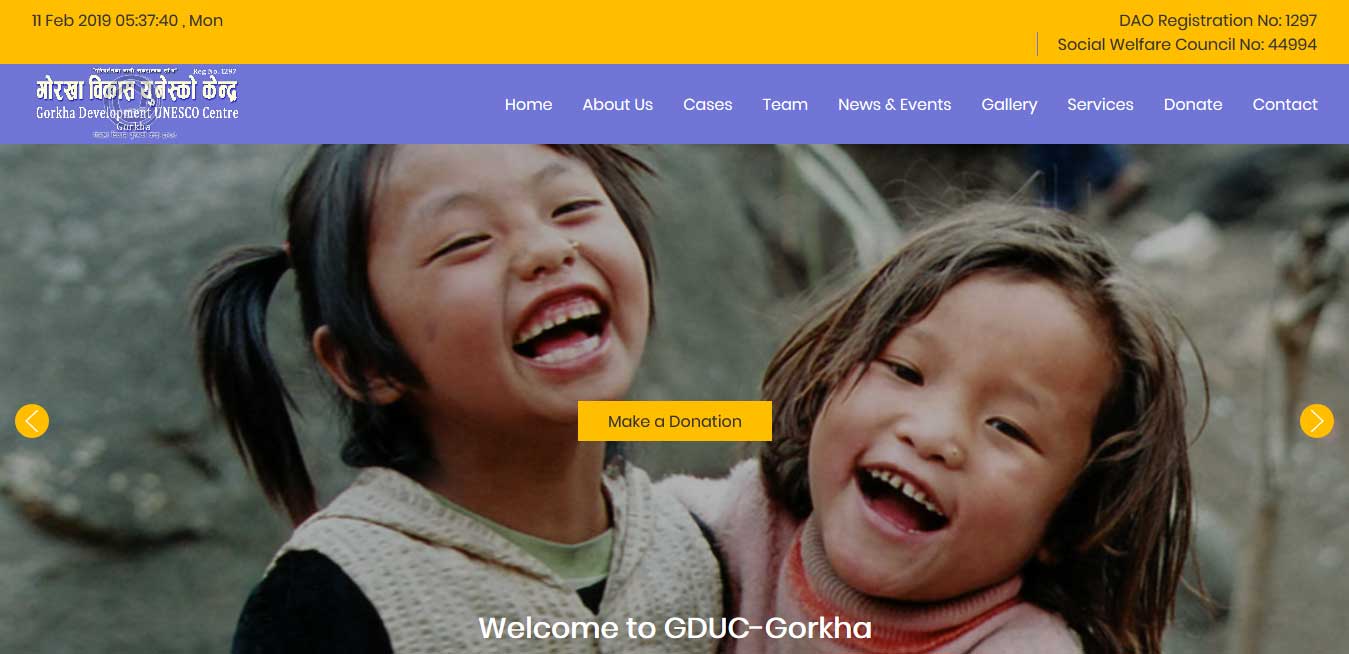 11 Feb 2019 05:37:40 , Mon
DAO Registration No: 1297
Social Welfare Council No: 44994
Reg No. 1297
गोरखा विकास युनेस्को केन्द्र
Gorkha Development UNESCO Centre
Gorkha
Home About Us Cases Team News & Events Gallery Services Donate Contact
Make a Donation
Welcome to GDUC-Gorkha